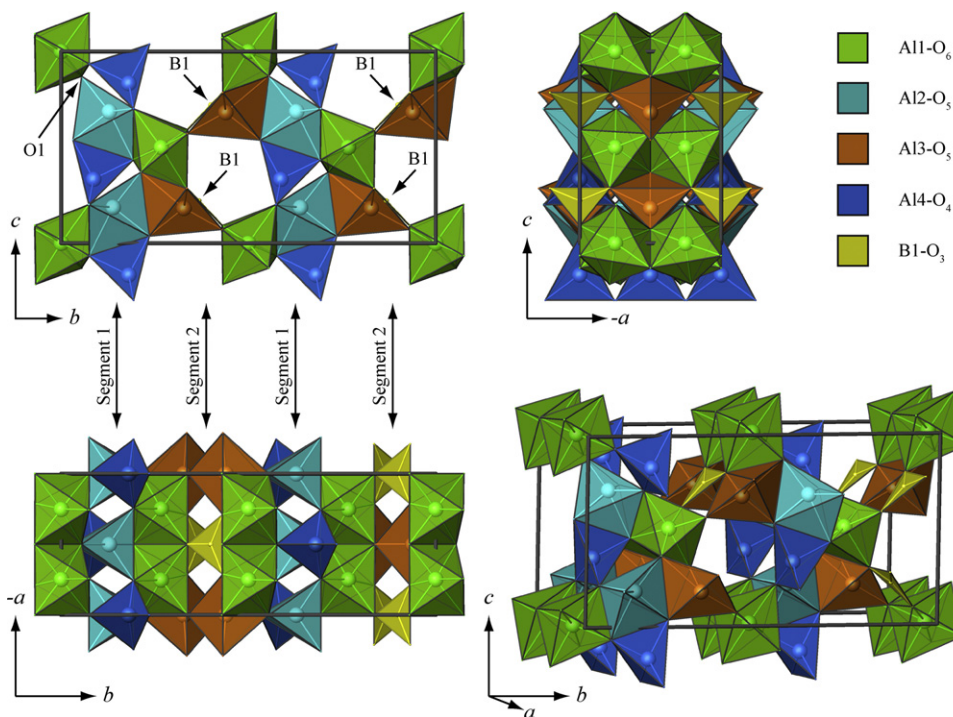 B1
B1
O1
B1
B1
c
b
c
-a
Al1-O₆
Al2-O₅
Al3-O₅
Al4-O₄
B1-O₃
Segment 1
Segment 2
Segment 1
Segment 2
-a
b
c
b
a